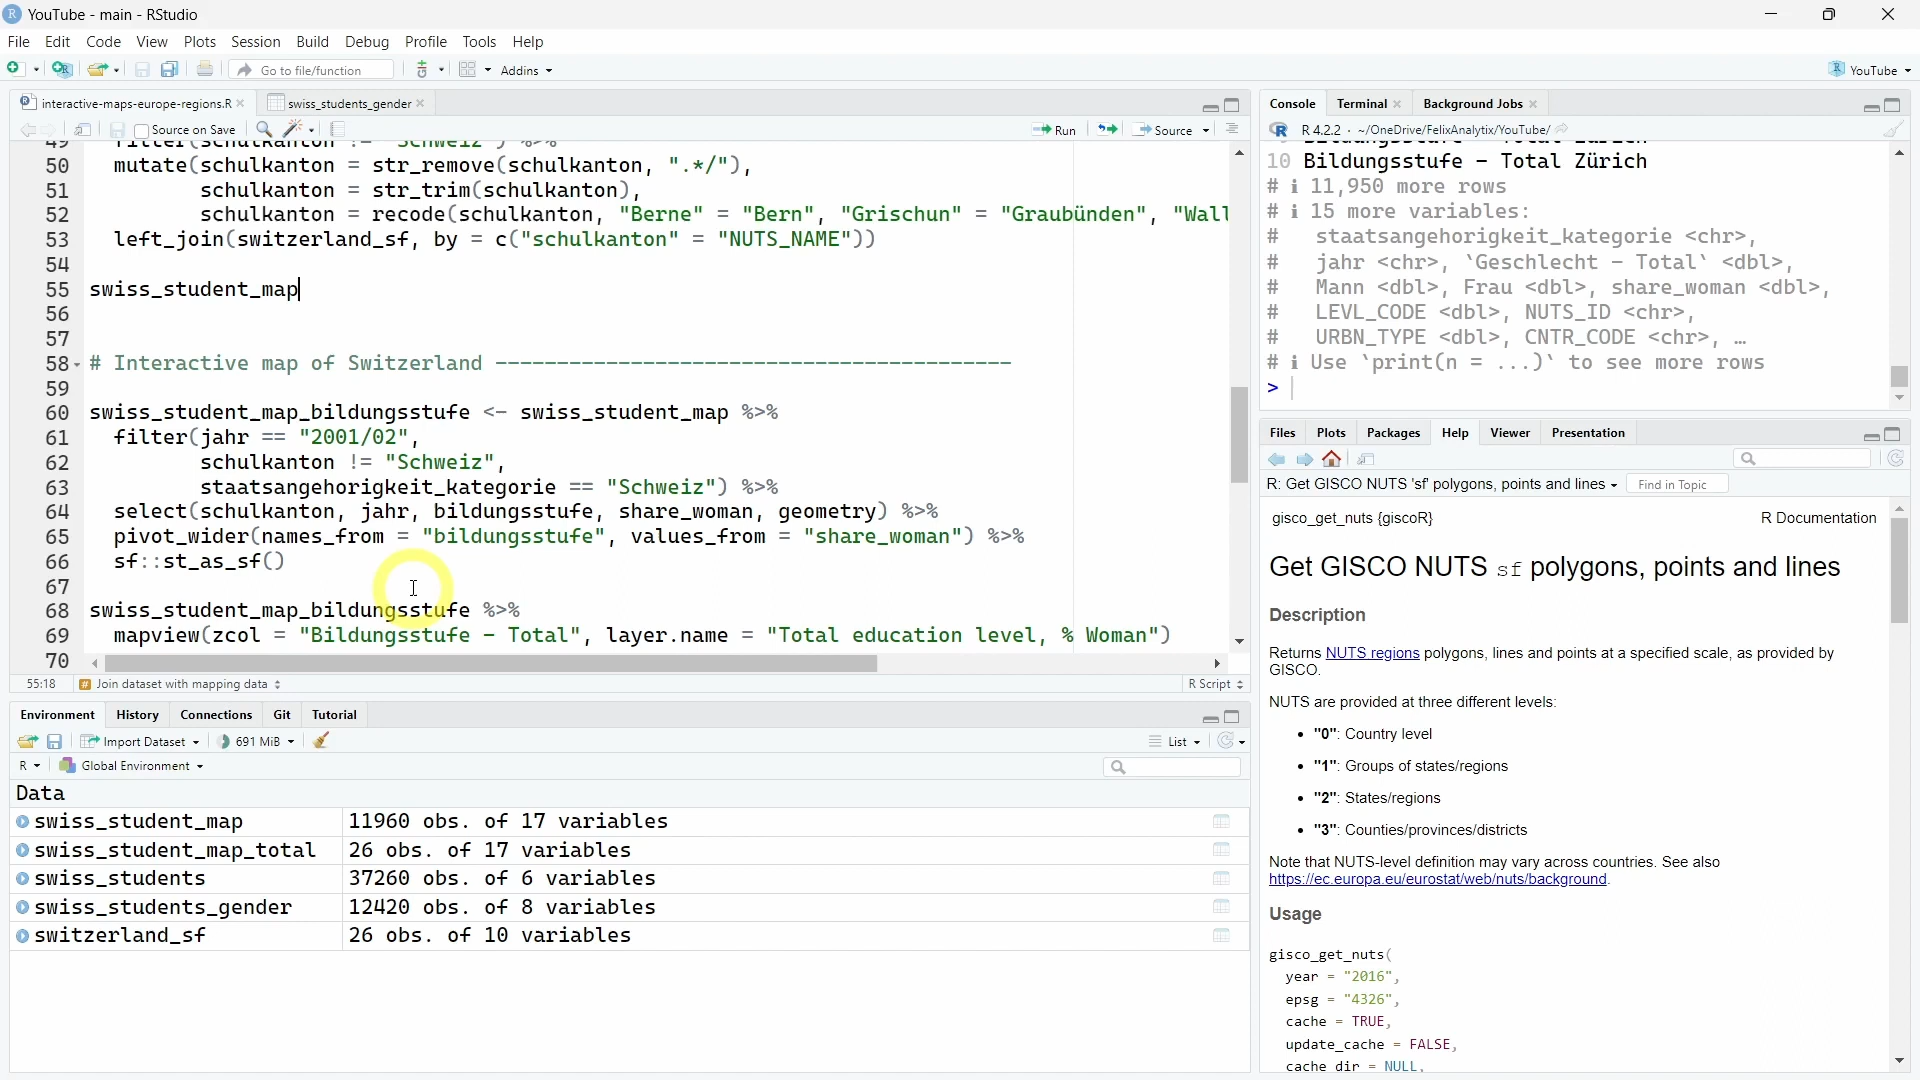 YouTube - main - RStudio
File Edit Code View Plots Session Build Debug Profile Tools Help
Go to file/function Addins YouTube
interactive-maps-europe-regions.R swiss_students_gender
Source on Save Run Source
50 mutate(schulkanton = str_remove(schulkanton, ".*/"),
51 schulkanton = str_trim(schulkanton),
52 schulkanton = recode(schulkanton, "Berne" = "Bern", "Grischun" = "Graubünden", "Wall
53 left_join(switzerland_sf, by = c("schulkanton" = "NUTS_NAME"))
54
55 swiss_student_map
56
57
58 # Interactive map of Switzerland ------------------------------------------
59
60 swiss_student_map_bildungsstufe <- swiss_student_map %>%
61 filter(jahr == "2001/02",
62 schulkanton != "Schweiz",
63 staatsangehorigkeit_kategorie == "Schweiz") %>%
64 select(schulkanton, jahr, bildungsstufe, share_woman, geometry) %>%
65 pivot_wider(names_from = "bildungsstufe", values_from = "share_woman") %>%
66 sf::st_as_sf()
67
68 swiss_student_map_bildungsstufe %>%
69 mapview(zcol = "Bildungsstufe - Total", layer.name = "Total education level, % Woman")
70
55:18 Join dataset with mapping data R Script
Environment History Connections Git Tutorial
Import Dataset 691 MiB List
R Global Environment
Data
swiss_student_map 11960 obs. of 17 variables
swiss_student_map_total 26 obs. of 17 variables
swiss_students 37260 obs. of 6 variables
swiss_students_gender 12420 obs. of 8 variables
switzerland_sf 26 obs. of 10 variables
Console Terminal Background Jobs
R 4.2.2 · ~/OneDrive/FelixAnalytix/YouTube/
10 Bildungsstufe - Total Zürich
# ℹ 11,950 more rows
# ℹ 15 more variables:
# staatsangehorigkeit_kategorie <chr>,
# jahr <chr>, `Geschlecht - Total` <dbl>,
# Mann <dbl>, Frau <dbl>, share_woman <dbl>,
# LEVL_CODE <dbl>, NUTS_ID <chr>,
# URBN_TYPE <dbl>, CNTR_CODE <chr>, …
# ℹ Use `print(n = ...)` to see more rows
>
Files Plots Packages Help Viewer Presentation
R: Get GISCO NUTS 'sf' polygons, points and lines Find in Topic
gisco_get_nuts {giscoR} R Documentation
Get GISCO NUTS sf polygons, points and lines
Description
Returns NUTS regions polygons, lines and points at a specified scale, as provided by
GISCO.
NUTS are provided at three different levels:
• "0": Country level
• "1": Groups of states/regions
• "2": States/regions
• "3": Counties/provinces/districts
Note that NUTS-level definition may vary across countries. See also
https://ec.europa.eu/eurostat/web/nuts/background.
Usage
gisco_get_nuts(
year = "2016",
epsg = "4326",
cache = TRUE,
update_cache = FALSE,
cache_dir = NULL,